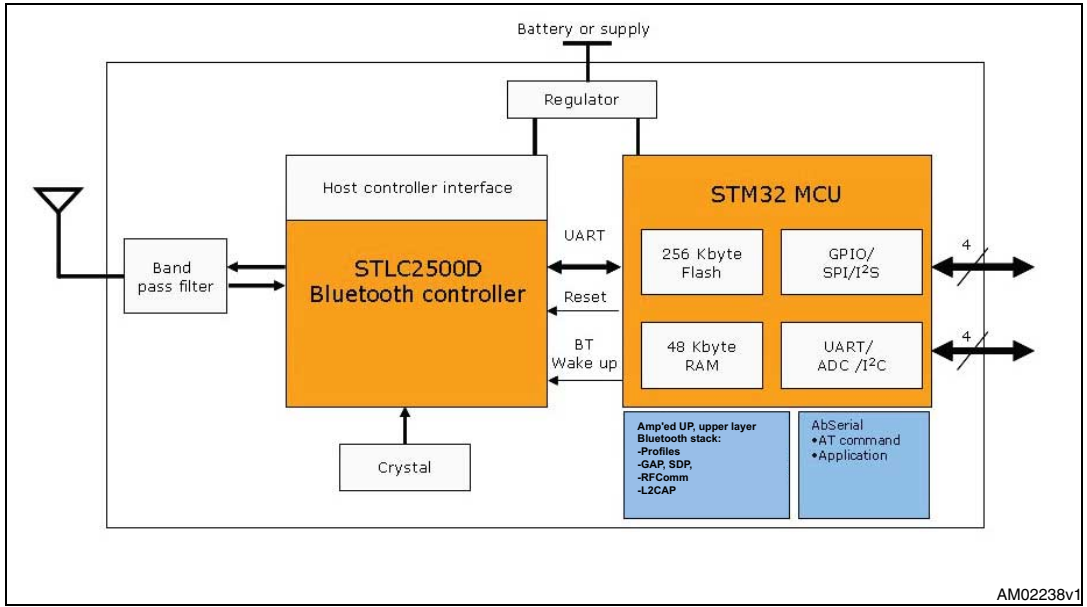 Battery or supply
Regulator
Host controller interface
STLC2500D
Bluetooth controller
Band
pass filter
Crystal
UART
Reset
BT
Wake up
STM32 MCU
256 Kbyte
Flash
GPIO/
SPI/I²S
48 Kbyte
RAM
UART/
ADC /I²C
4
4
Amp'ed UP, upper layer
Bluetooth stack:
-Profiles
-GAP, SDP,
-RFComm
-L2CAP
AbSerial
•AT command
•Application
AM02238v1